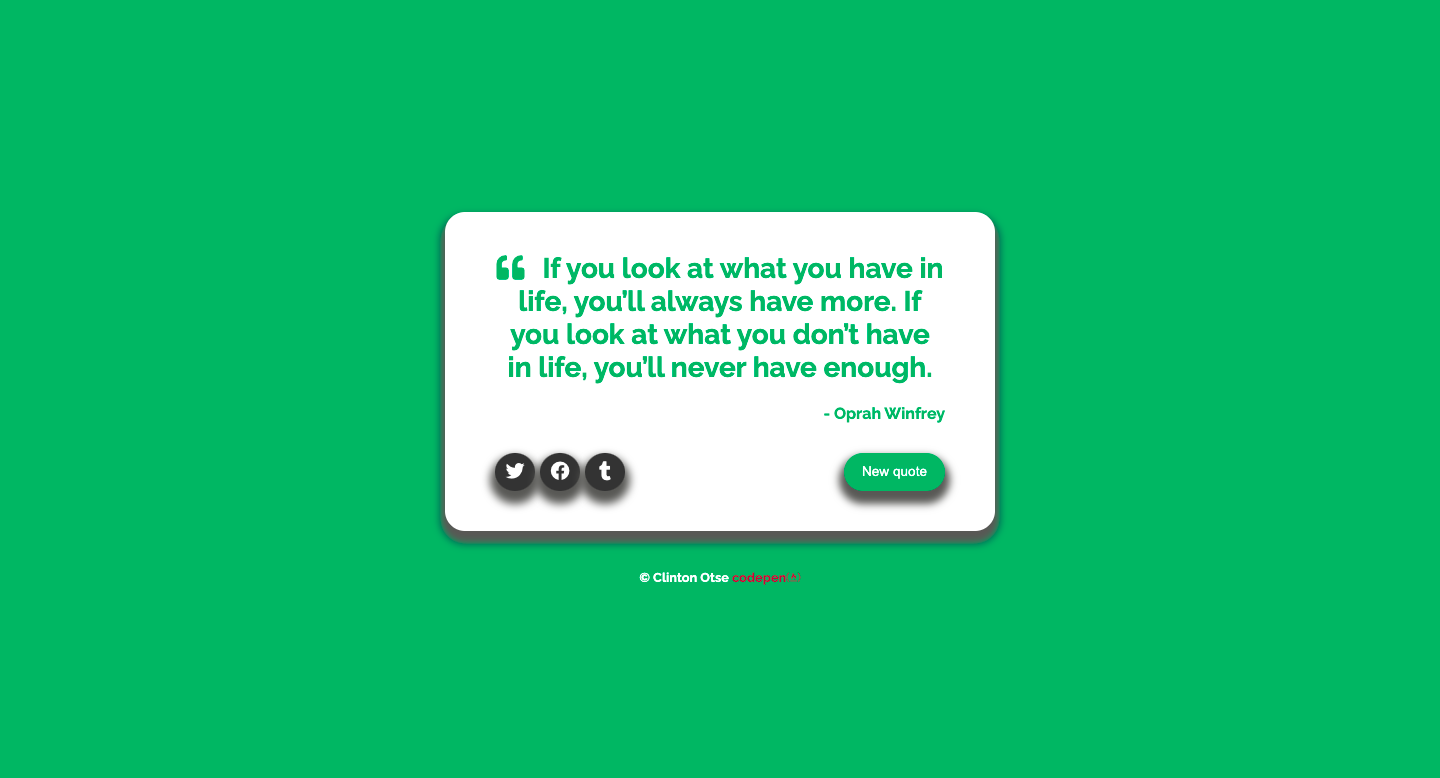 If you look at what you have in
life, you’ll always have more. If
you look at what you don’t have
in life, you’ll never have enough.
- Oprah Winfrey
New quote
© Clinton Otse codepen